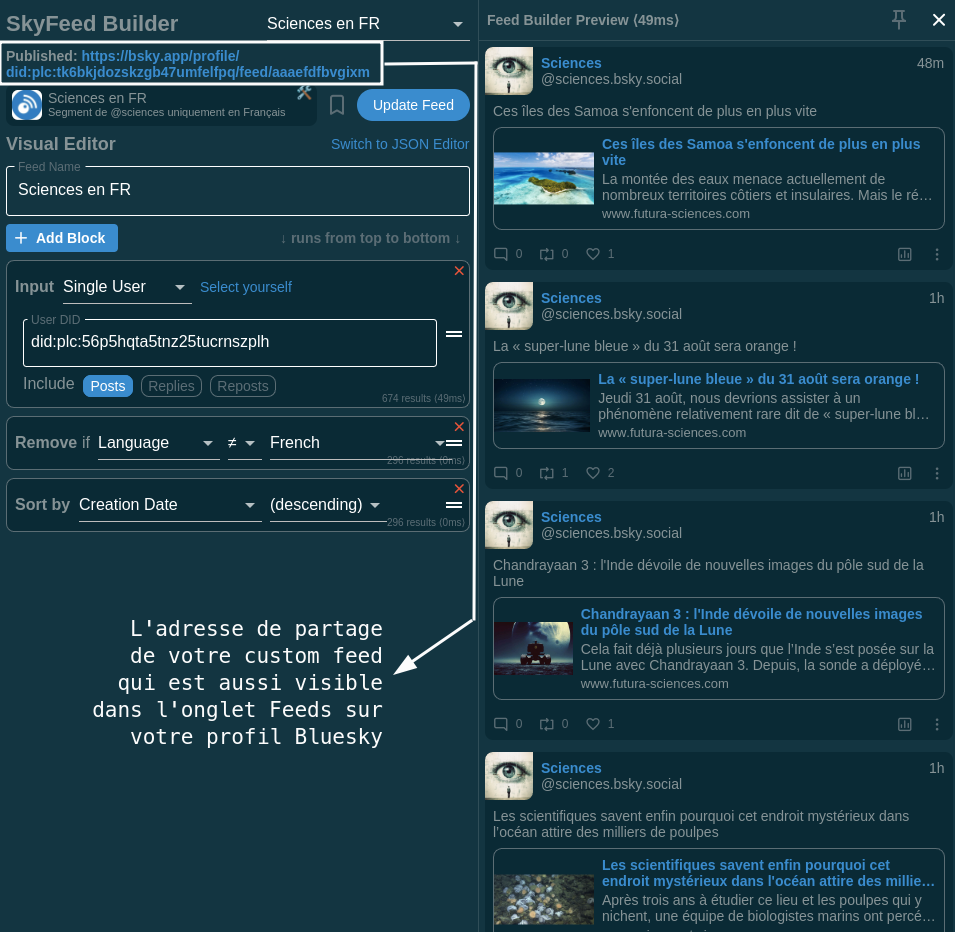 SkyFeed Builder
Sciences en FR
Published: https://bsky.app/profile/
did:plc:tk6bkjdozskzgb47umfelfpq/feed/aaaefdfbvgixm
Sciences en FR
Segment de @sciences uniquement en Français
Update Feed
Visual Editor
Switch to JSON Editor
Feed Name
Sciences en FR
+ Add Block
↓ runs from top to bottom ↓
Input Single User Select yourself
User DID
did:plc:56p5hqta5tnz25tucrnszplh
Include Posts Replies Reposts
674 results (49ms)
Remove if Language ≠ French
296 results (0ms)
Sort by Creation Date (descending)
296 results (0ms)
L'adresse de partage
de votre custom feed
qui est aussi visible
dans l'onglet Feeds sur
votre profil Bluesky
Feed Builder Preview (49ms)
Sciences 48m
@sciences.bsky.social
Ces îles des Samoa s'enfoncent de plus en plus vite
Ces îles des Samoa s'enfoncent de plus en plus
vite
La montée des eaux menace actuellement de
nombreux territoires côtiers et insulaires. Mais le ré…
www.futura-sciences.com
0 0 1
Sciences 1h
@sciences.bsky.social
La « super-lune bleue » du 31 août sera orange !
La « super-lune bleue » du 31 août sera orange !
Jeudi 31 août, nous devrions assister à un
phénomène relativement rare dit de « super-lune bl…
www.futura-sciences.com
0 1 2
Sciences 1h
@sciences.bsky.social
Chandrayaan 3 : l'Inde dévoile de nouvelles images du pôle sud de la
Lune
Chandrayaan 3 : l'Inde dévoile de nouvelles images
du pôle sud de la Lune
Cela fait déjà plusieurs jours que l'Inde s'est posée sur la
Lune avec Chandrayaan 3. Depuis, la sonde a déployé…
www.futura-sciences.com
0 0 1
Sciences 1h
@sciences.bsky.social
Les scientifiques savent enfin pourquoi cet endroit mystérieux dans
l'océan attire des milliers de poulpes
Les scientifiques savent enfin pourquoi cet
endroit mystérieux dans l'océan attire des millie…
Après trois ans à étudier ce lieu et les poulpes qui y
nichent, une équipe de biologistes marins ont percé…